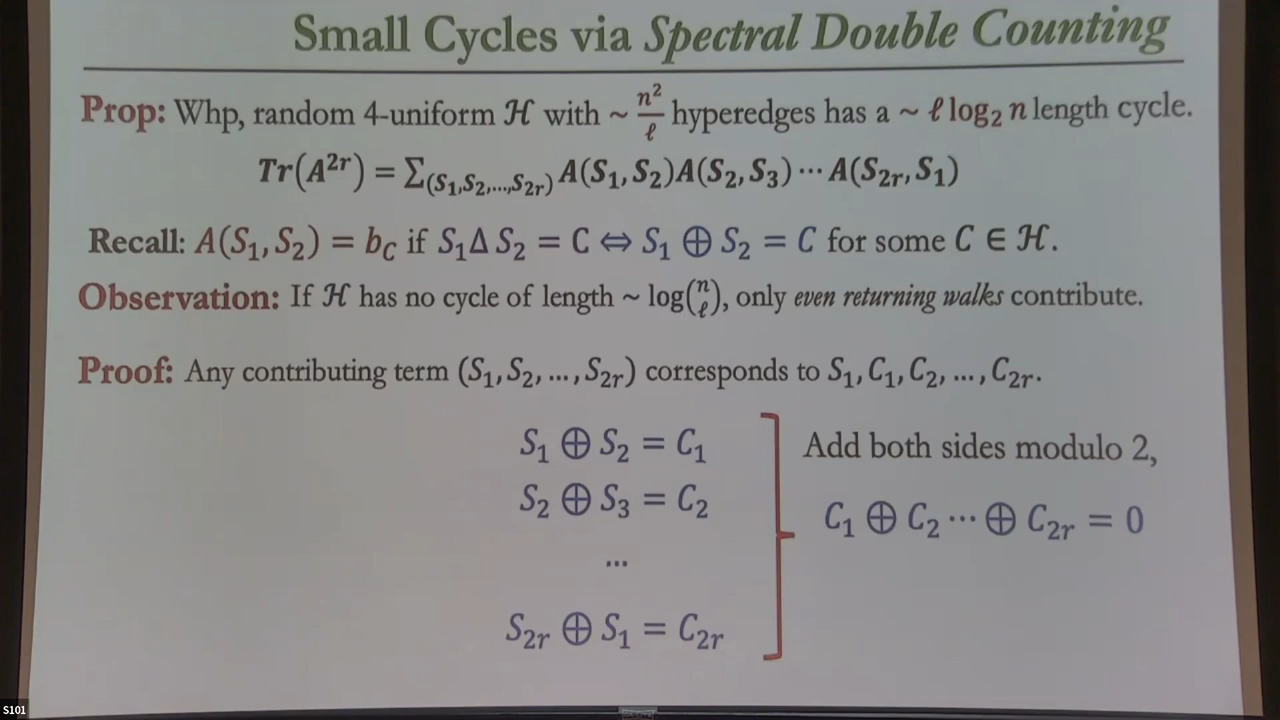 Small Cycles via Spectral Double Counting
Prop: Whp, random 4-uniform ℋ with ~ n²/ℓ hyperedges has a ~ ℓ log₂ n length cycle.
Tr(A²ʳ) = Σ_(S₁,S₂,…,S₂ᵣ) A(S₁,S₂)A(S₂,S₃) ⋯ A(S₂ᵣ,S₁)
Recall: A(S₁,S₂) = b_C if S₁Δ S₂ = C ⇔ S₁ ⊕ S₂ = C for some C ∈ ℋ.
Observation: If ℋ has no cycle of length ~ log(n ℓ), only even returning walks contribute.
Proof: Any contributing term (S₁,S₂, …, S₂ᵣ) corresponds to S₁,C₁,C₂, …, C₂ᵣ.
S₁ ⊕ S₂ = C₁
S₂ ⊕ S₃ = C₂
…
S₂ᵣ ⊕ S₁ = C₂ᵣ
Add both sides modulo 2,
C₁ ⊕ C₂ ⋯ ⊕ C₂ᵣ = 0
S101